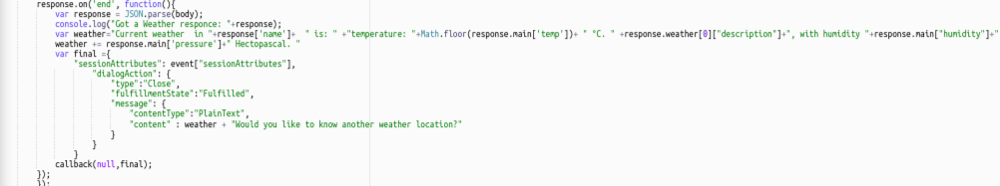 response.on('end', function(){
var response = JSON.parse(body);
console.log("Got a Weather responce: "+response);
var weather="Current weather  in "+response['name']+  " is: " +"temperature: "+Math.floor(response.main['temp'])+ " °C. " +response.weather[0]["description"]+", with humidity "+response.main["humidity"]+"
weather += response.main['pressure']+" Hectopascal. "
var final ={
"sessionAttributes": event["sessionAttributes"],
"dialogAction": {
"type":"Close",
"fulfillmentState":"Fulfilled",
"message": {
"contentType":"PlainText",
"content" : weather + "Would you like to know another weather location?"
}
}
}
callback(null,final);
});
});